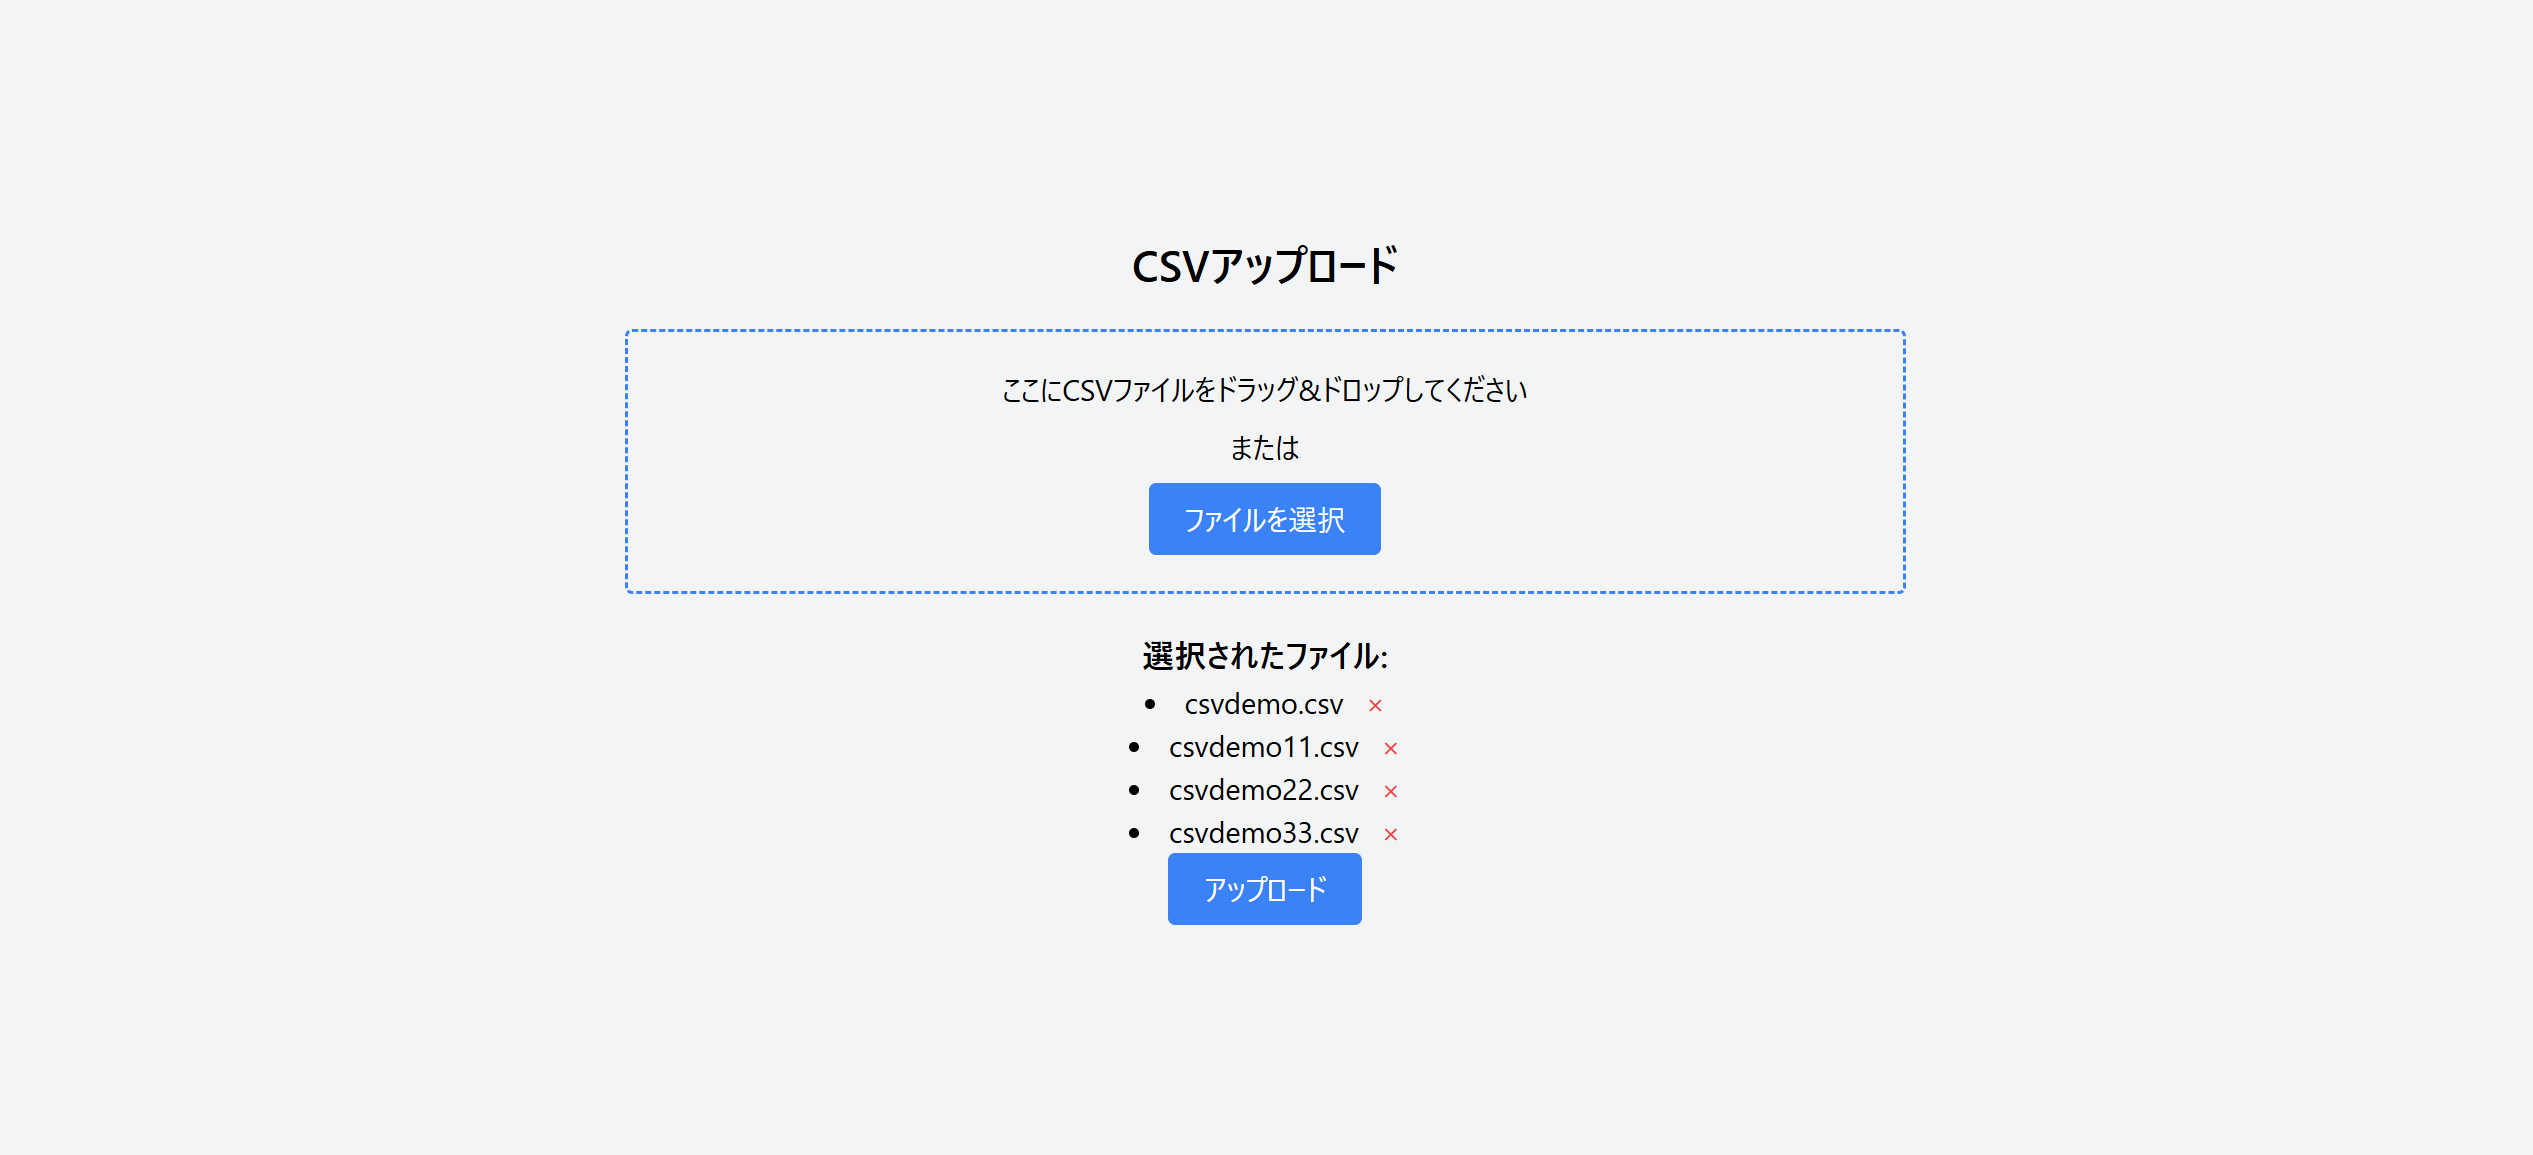 CSVアップロード
ここにCSVファイルをドラッグ&ドロップしてください
または
ファイルを選択
選択されたファイル:
• csvdemo.csv ×
• csvdemo11.csv ×
• csvdemo22.csv ×
• csvdemo33.csv ×
アップロード